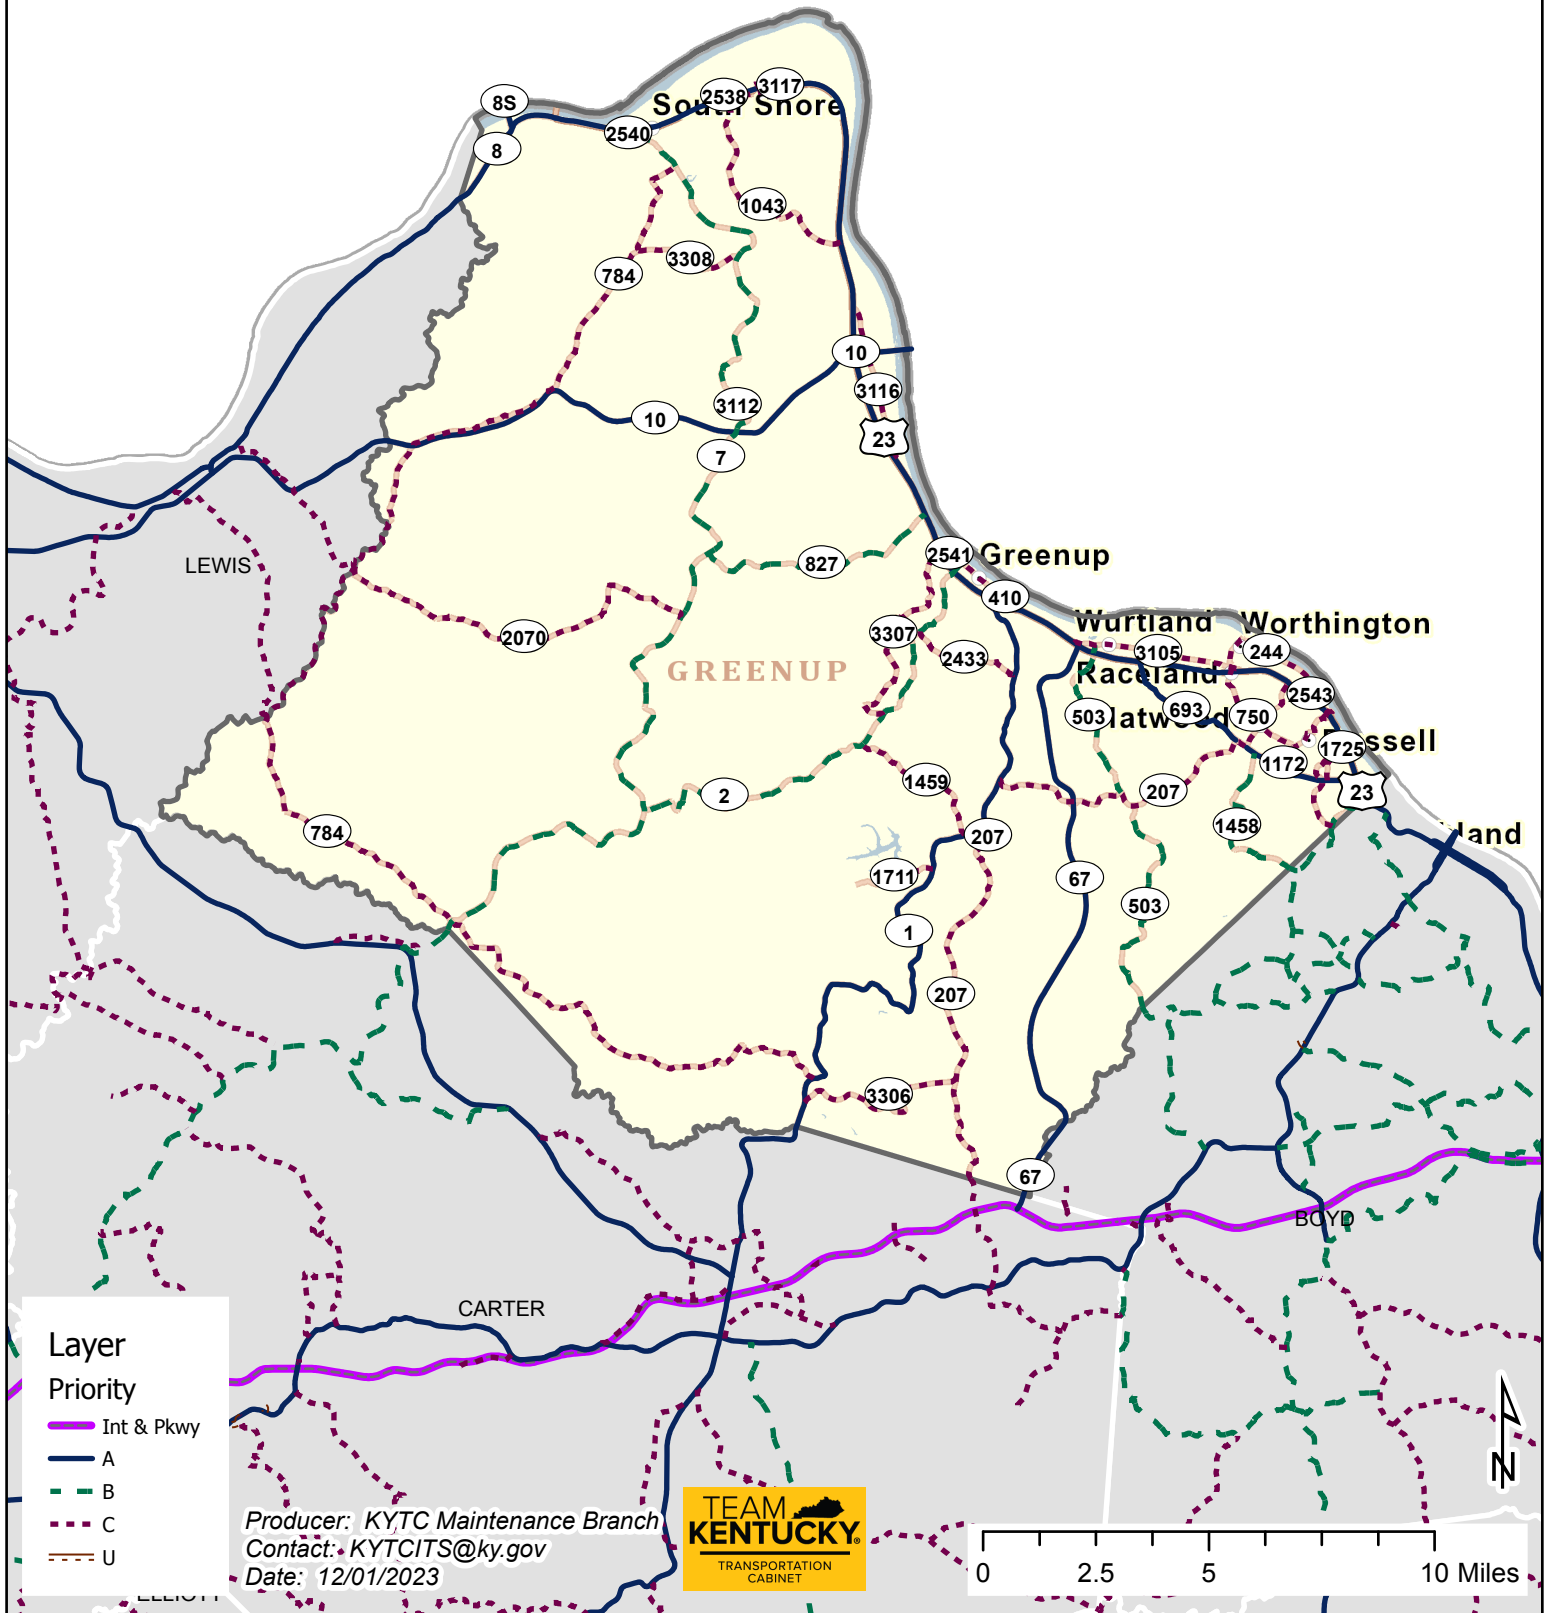 8S
8
2540
2538
3117
South Shore
1043
3308
784
10
3116
3112
10
23
7
827
2541
Greenup
410
LEWIS
2070
3307
2433
Wurtland
Worthington
3105
244
GREENUP
Raceland
2543
503
693
750
1725
1172
1459
2
207
23
1458
784
207
1711
67
503
1
207
3306
67
BOYD
CARTER
Layer
Priority
Int & Pkwy
A
B
C
U
Producer: KYTC Maintenance Branch
Contact: KYTCITS@ky.gov
Date: 12/01/2023
TEAM
KENTUCKY®
TRANSPORTATION
CABINET
N
0 2.5 5 10 Miles